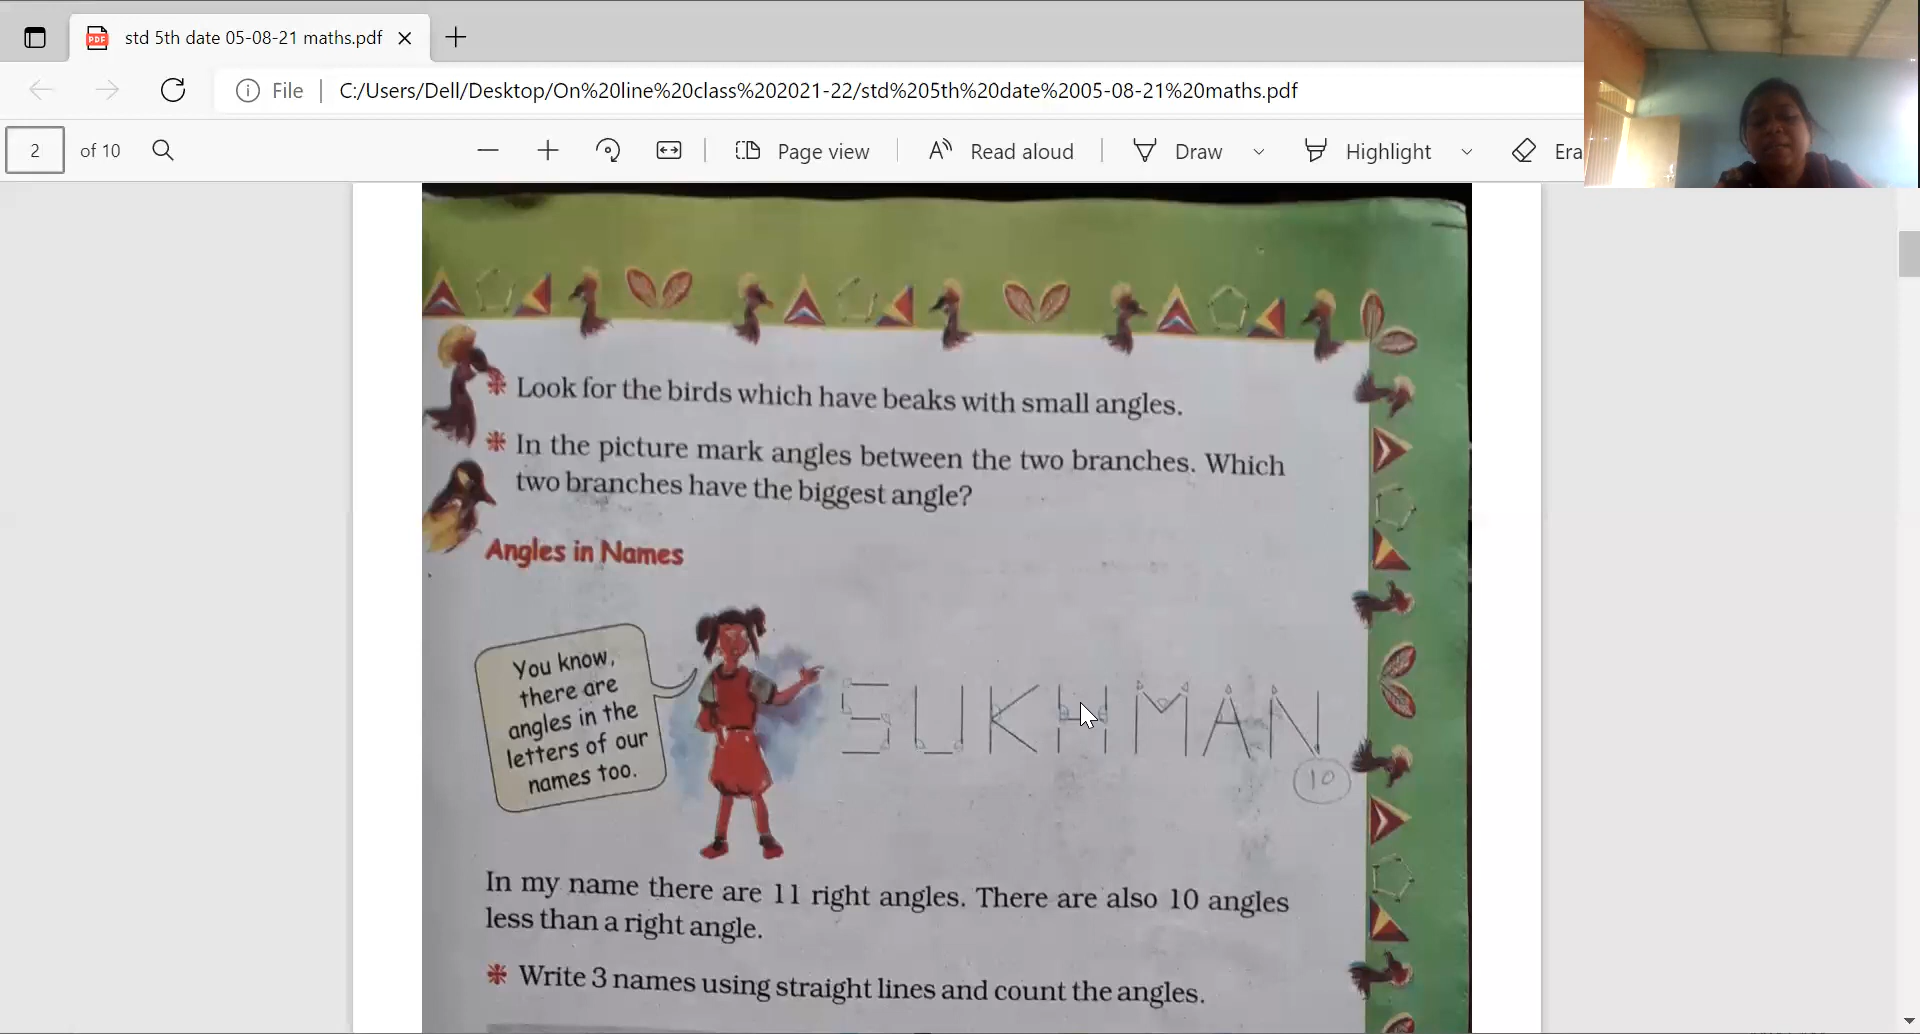 std 5th date 05-08-21 maths.pdf
File
C:/Users/Dell/Desktop/On%20line%20class%202021-22/std%205th%20date%2005-08-21%20maths.pdf
2 of 10
Page view
Read aloud
Draw
Highlight
Era
Look for the birds which have beaks with small angles.
In the picture mark angles between the two branches. Which
two branches have the biggest angle?
Angles in Names
You know,
there are
angles in the
letters of our
names too.
SUKHMAN
10
In my name there are 11 right angles. There are also 10 angles
less than a right angle.
Write 3 names using straight lines and count the angles.